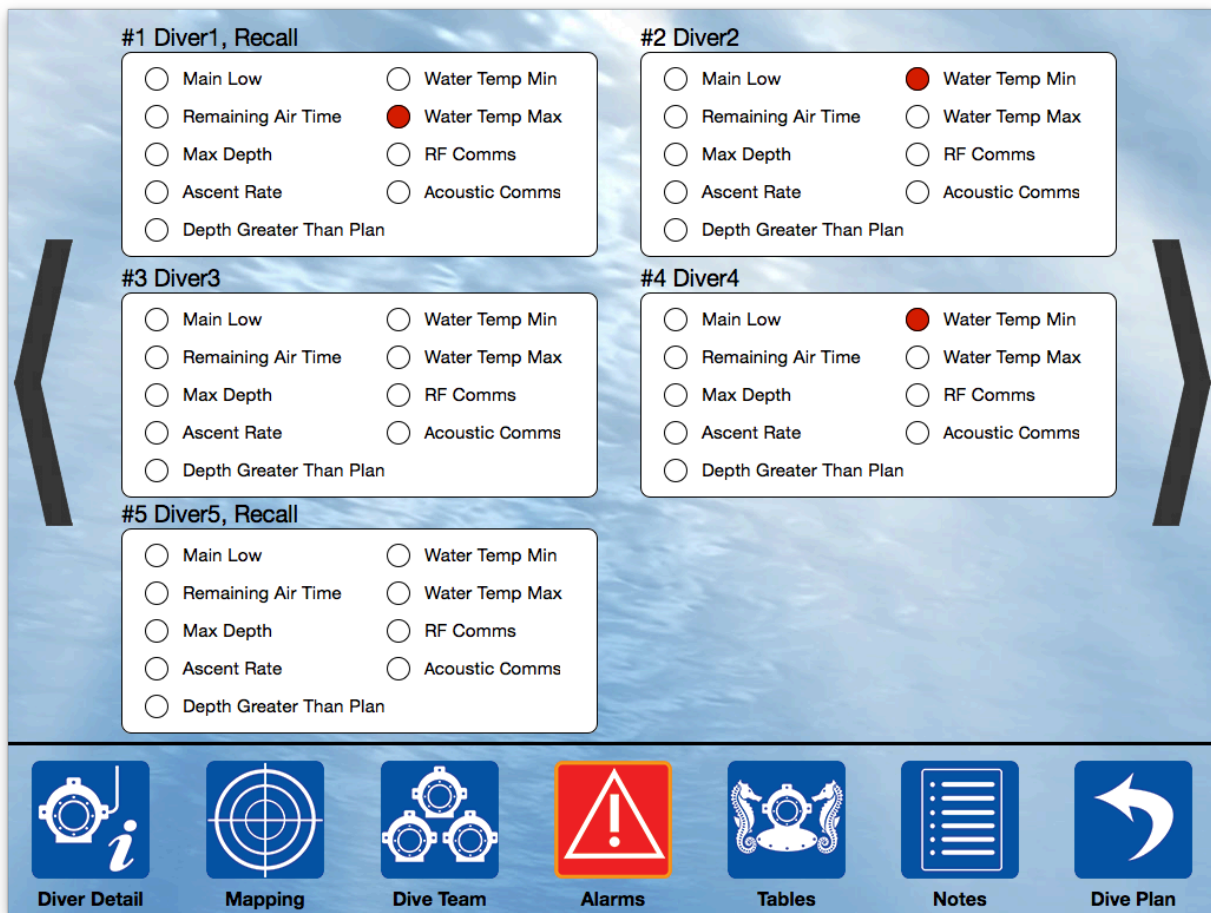 #1 Diver1, Recall
Main Low
Water Temp Min
Remaining Air Time
Water Temp Max
Max Depth
RF Comms
Ascent Rate
Acoustic Comms
Depth Greater Than Plan
#2 Diver2
Main Low
Water Temp Min
Remaining Air Time
Water Temp Max
Max Depth
RF Comms
Ascent Rate
Acoustic Comms
Depth Greater Than Plan
#3 Diver3
Main Low
Water Temp Min
Remaining Air Time
Water Temp Max
Max Depth
RF Comms
Ascent Rate
Acoustic Comms
Depth Greater Than Plan
#4 Diver4
Main Low
Water Temp Min
Remaining Air Time
Water Temp Max
Max Depth
RF Comms
Ascent Rate
Acoustic Comms
Depth Greater Than Plan
#5 Diver5, Recall
Main Low
Water Temp Min
Remaining Air Time
Water Temp Max
Max Depth
RF Comms
Ascent Rate
Acoustic Comms
Depth Greater Than Plan
i
Diver Detail
Mapping
Dive Team
!
Alarms
Tables
Notes
Dive Plan